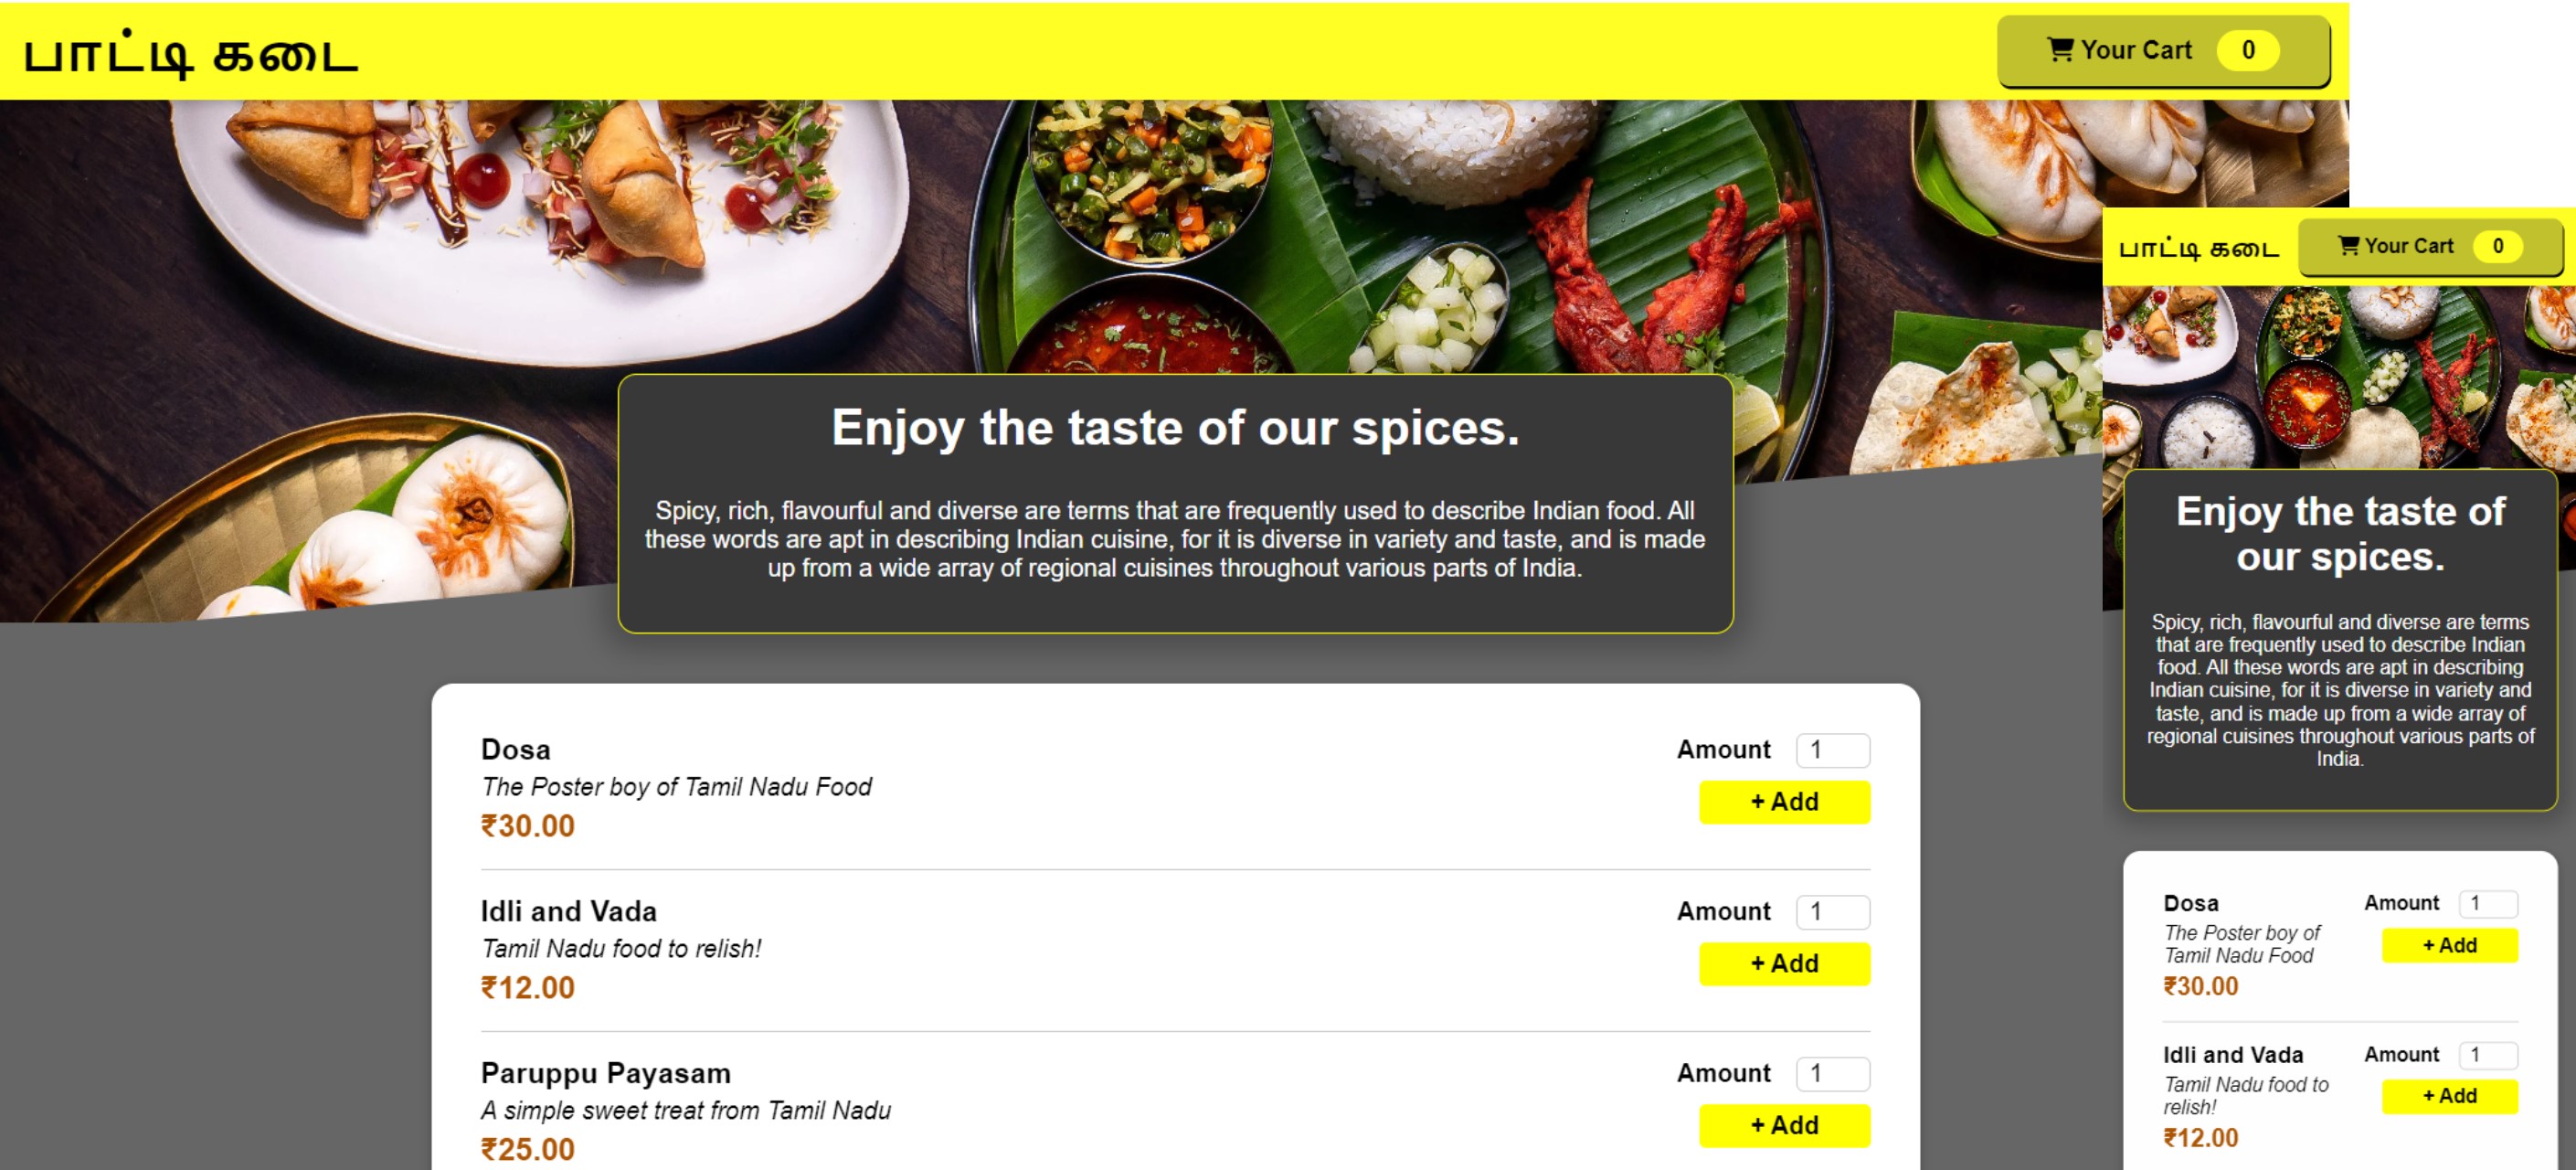 பாட்டி கடை
Your Cart 0
Enjoy the taste of our spices.
Spicy, rich, flavourful and diverse are terms that are frequently used to describe Indian food. All
these words are apt in describing Indian cuisine, for it is diverse in variety and taste, and is made
up from a wide array of regional cuisines throughout various parts of India.
Dosa
The Poster boy of Tamil Nadu Food
₹30.00
Amount 1
+ Add
Idli and Vada
Tamil Nadu food to relish!
₹12.00
Amount 1
+ Add
Paruppu Payasam
A simple sweet treat from Tamil Nadu
₹25.00
Amount 1
+ Add
பாட்டி கடை
Your Cart 0
Enjoy the taste of
our spices.
Spicy, rich, flavourful and diverse are terms
that are frequently used to describe Indian
food. All these words are apt in describing
Indian cuisine, for it is diverse in variety and
taste, and is made up from a wide array of
regional cuisines throughout various parts of
India.
Dosa
The Poster boy of
Tamil Nadu Food
₹30.00
Amount 1
+ Add
Idli and Vada
Tamil Nadu food to
relish!
₹12.00
Amount 1
+ Add